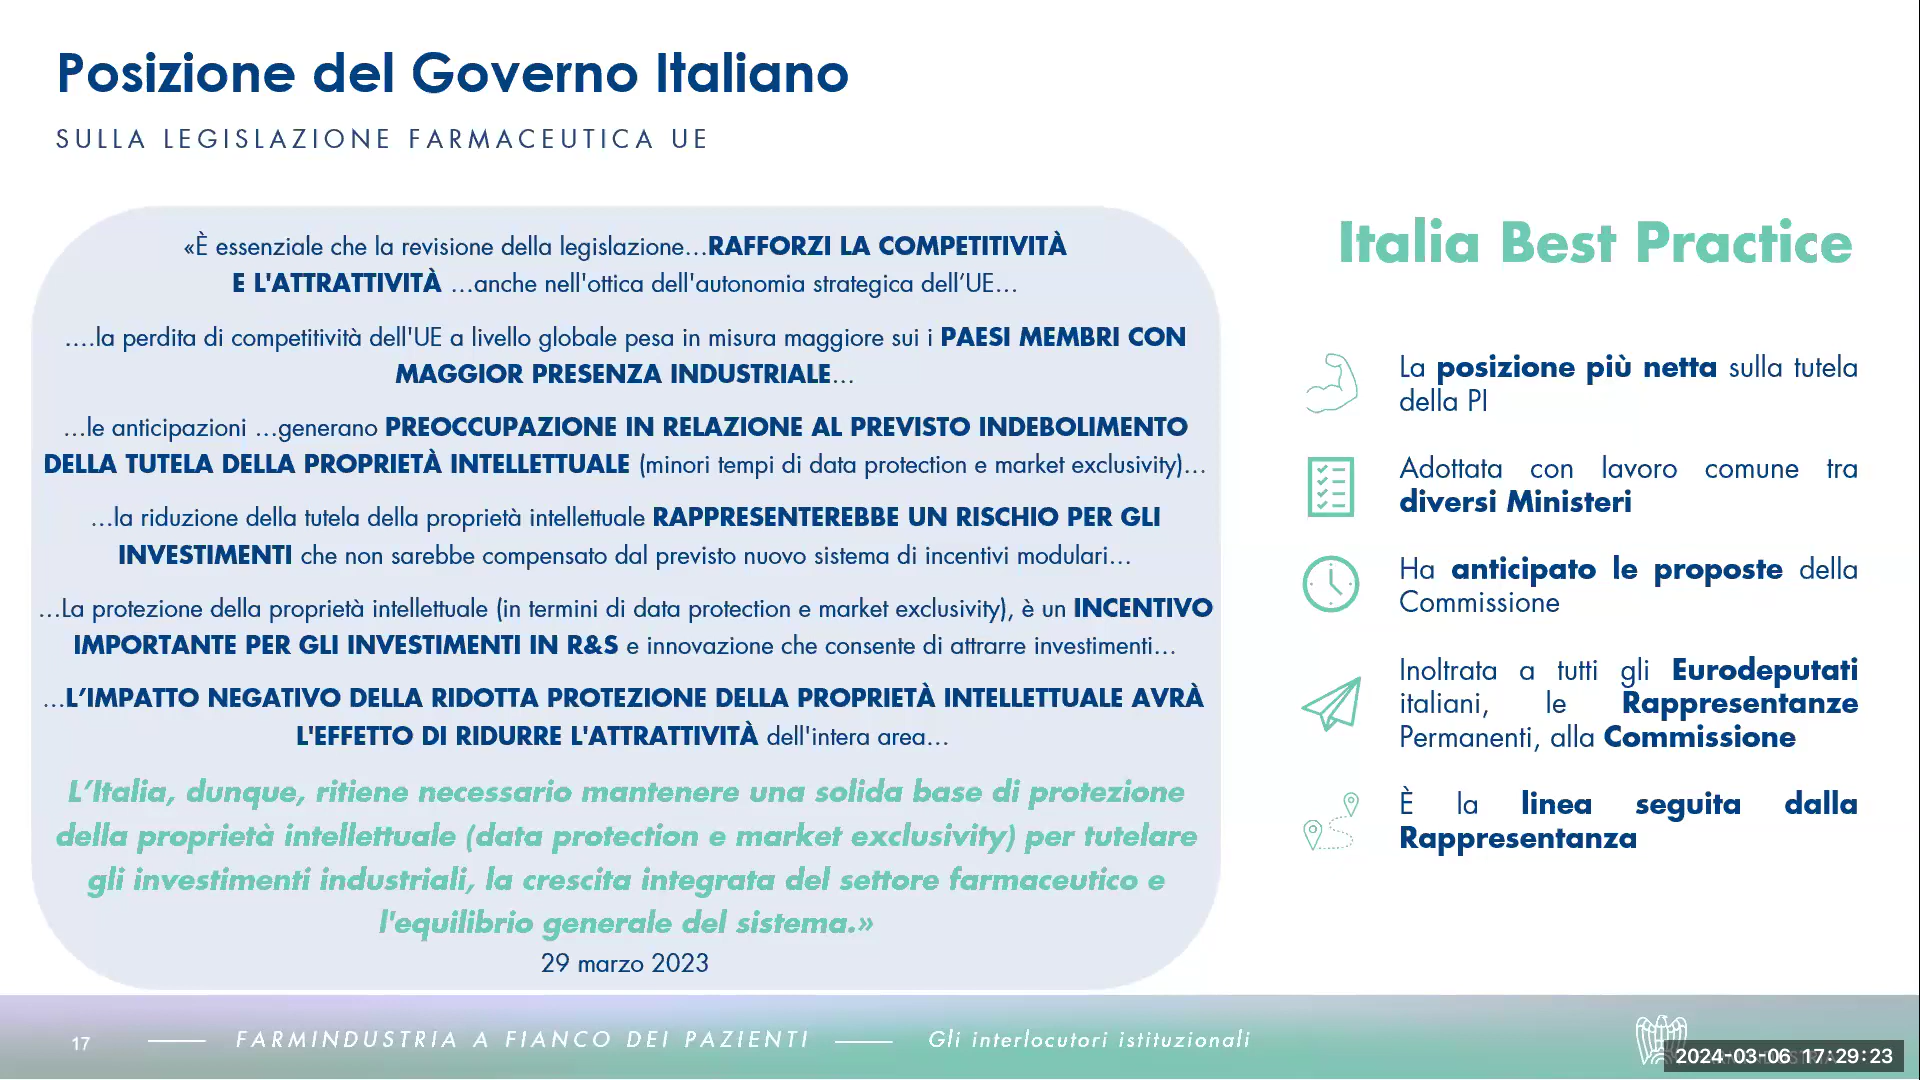 Posizione del Governo Italiano
SULLA LEGISLAZIONE FARMACEUTICA UE
«È essenziale che la revisione della legislazione…RAFFORZI LA COMPETITIVITÀ
E L'ATTRATTIVITÀ …anche nell'ottica dell'autonomia strategica dell’UE…
….la perdita di competitività dell'UE a livello globale pesa in misura maggiore sui i PAESI MEMBRI CON
MAGGIOR PRESENZA INDUSTRIALE…
…le anticipazioni …generano PREOCCUPAZIONE IN RELAZIONE AL PREVISTO INDEBOLIMENTO
DELLA TUTELA DELLA PROPRIETÀ INTELLETTUALE (minori tempi di data protection e market exclusivity)…
…la riduzione della tutela della proprietà intellettuale RAPPRESENTEREBBE UN RISCHIO PER GLI
INVESTIMENTI che non sarebbe compensato dal previsto nuovo sistema di incentivi modulari…
…La protezione della proprietà intellettuale (in termini di data protection e market exclusivity), è un INCENTIVO
IMPORTANTE PER GLI INVESTIMENTI IN R&S e innovazione che consente di attrarre investimenti…
…L’IMPATTO NEGATIVO DELLA RIDOTTA PROTEZIONE DELLA PROPRIETÀ INTELLETTUALE AVRÀ
L'EFFETTO DI RIDURRE L'ATTRATTIVITÀ dell'intera area…
L’Italia, dunque, ritiene necessario mantenere una solida base di protezione
della proprietà intellettuale (data protection e market exclusivity) per tutelare
gli investimenti industriali, la crescita integrata del settore farmaceutico e
l'equilibrio generale del sistema.»
29 marzo 2023
Italia Best Practice
La posizione più netta sulla tutela
della PI
Adottata con lavoro comune tra
diversi Ministeri
Ha anticipato le proposte della
Commissione
Inoltrata a tutti gli Eurodeputati
italiani, le Rappresentanze
Permanenti, alla Commissione
È la linea seguita dalla
Rappresentanza
17
FARMINDUSTRIA A FIANCO DEI PAZIENTI
Gli interlocutori istituzionali
2024-03-06 17:29:23